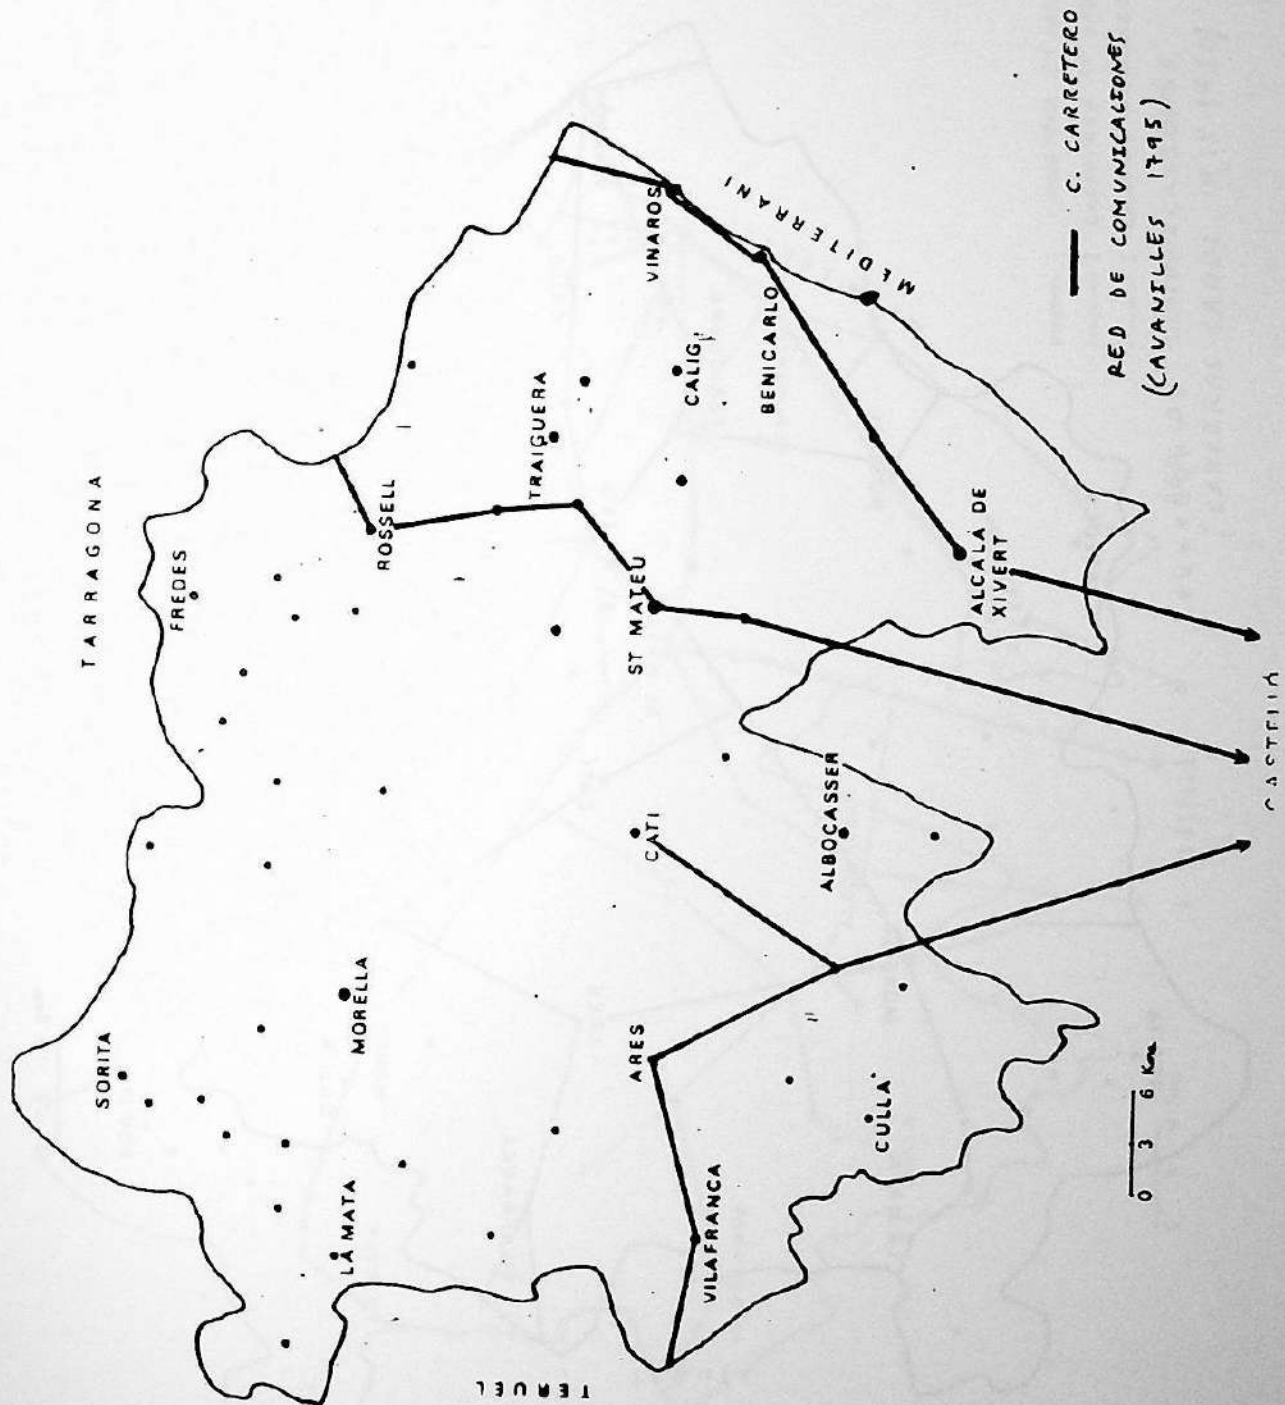 TARRAGONA
SORITA
FREDES
LA MATA
MORELLA
ROSSELL
TERUEL
TRAIGUERA
VINAROS
ARES
CATI
ST MATEU
CALIG
VILAFRANCA
BENICARLO
MEDITERRANI
ALBOCASSER
CULLA
ALCALA DE
XIVERT
0 3 6 Kms
C. CARRETERO
RED DE COMUNICACIONES
(CAVANILLES 1795)